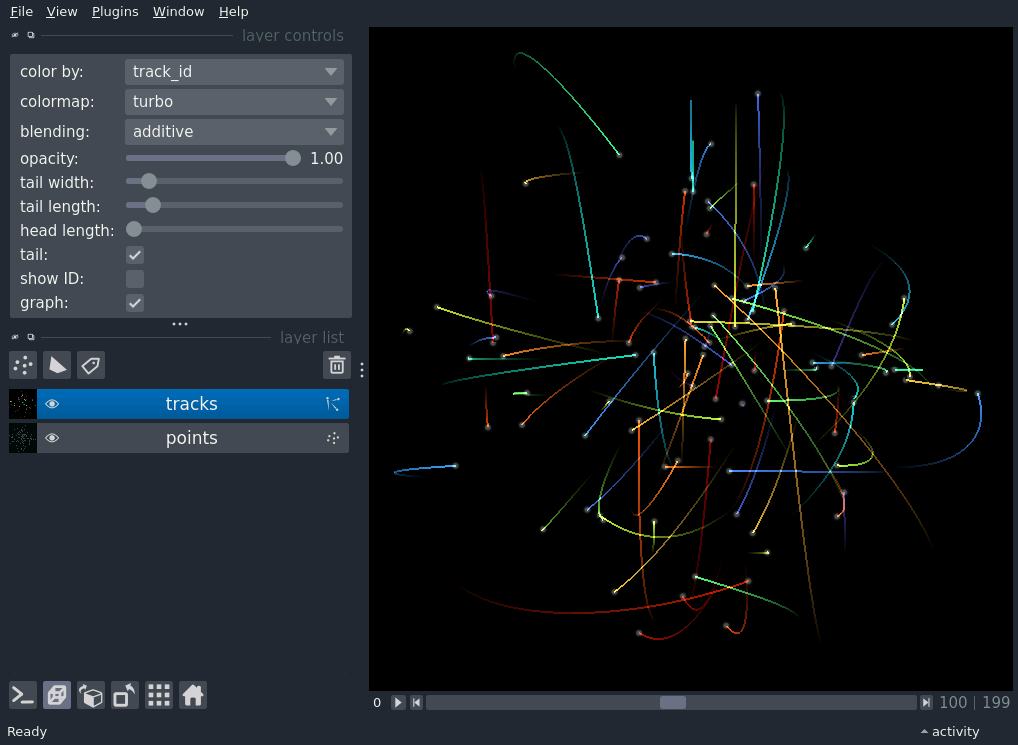 File View Plugins Window Help
layer controls
color by: track_id
colormap: turbo
blending: additive
opacity: 1.00
tail width:
tail length:
head length:
tail:
show ID:
graph:
layer list
tracks
points
0 100 | 199
Ready activity